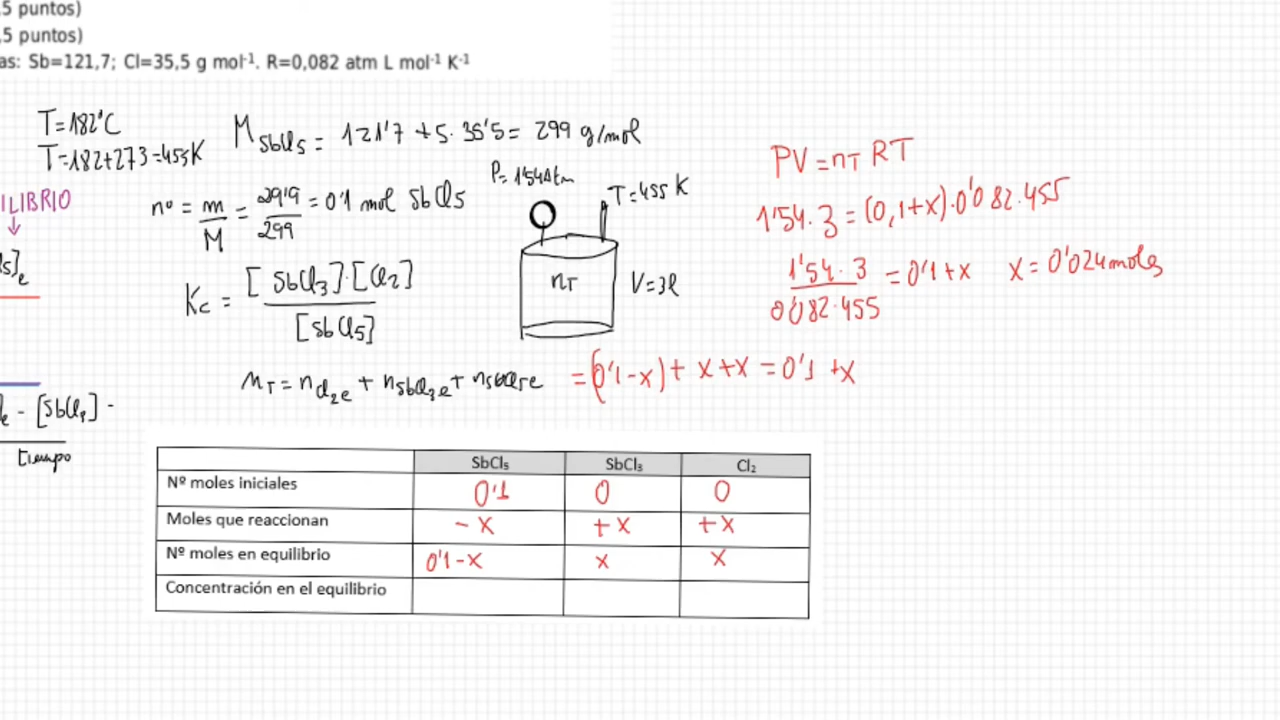 5 puntos)
,5 puntos)
as: Sb=121,7; Cl=35,5 g mol⁻¹. R=0,082 atm L mol⁻¹ K⁻¹
T=182°C
T=182+273=455K
M SbCl₅ = 121'7 + 5·35'5 = 299 g/mol
ILIBRIO
nº = m/M = 29'9/299 = 0'1 mol SbCl₅
P=1'54atm
T=455 K
nT
V=3l
Kc = [SbCl₃]·[Cl₂]/[SbCl₅]
PV=nT RT
1'54·3=(0,1+x)·0'082·455
1'54·3/0'082·455 = 0'1+x x=0'024 moles
nT = nCl₂e + nSbCl₃e + nSbCl₅e = (0'1-x)+ x+x = 0'1 +x
Tiempo
SbCl₅ SbCl₃ Cl₂
Nº moles iniciales 0'1 0 0
Moles que reaccionan -x +x +x
Nº moles en equilibrio 0'1-x x x
Concentración en el equilibrio